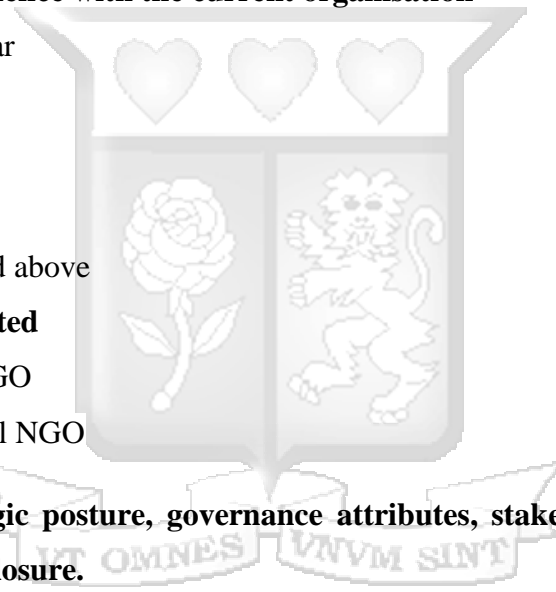 ence with the current organisation
ar
d above
ted
GO
l NGO
gic posture, governance attributes, stake
VT OMNES VNVM SINT
losure.